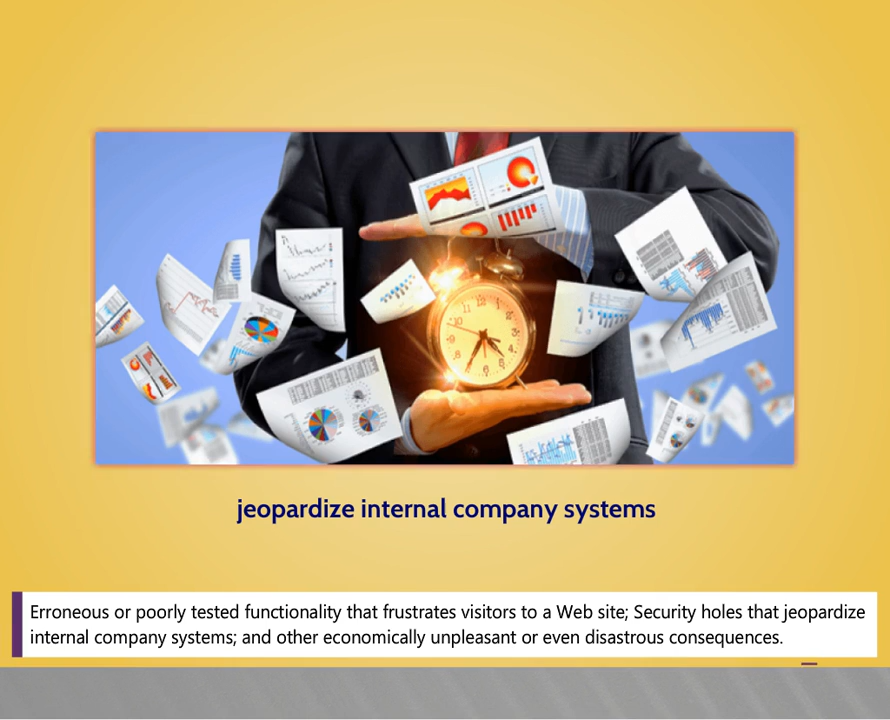 jeopardize internal company systems
Erroneous or poorly tested functionality that frustrates visitors to a Web site; Security holes that jeopardize
internal company systems; and other economically unpleasant or even disastrous consequences.